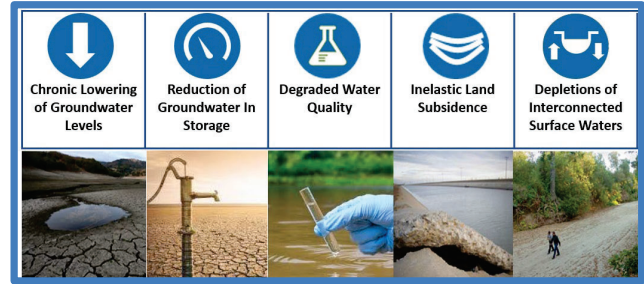 Chronic Lowering
of Groundwater
Levels
Reduction of
Groundwater In
Storage
Degraded Water
Quality
Inelastic Land
Subsidence
Depletions of
Interconnected
Surface Waters